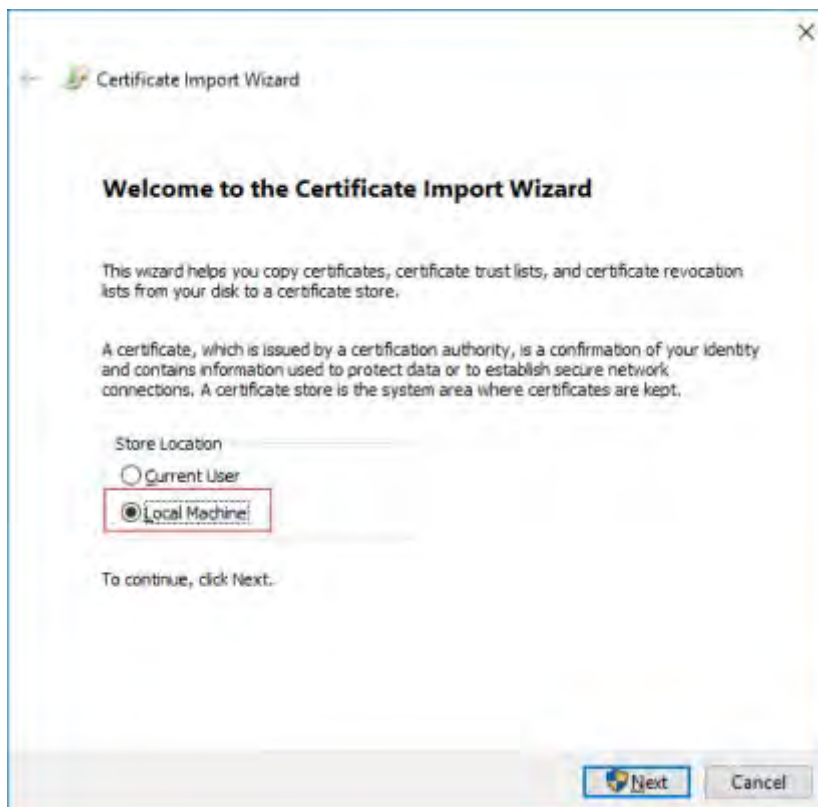 Certificate Import Wizard
Welcome to the Certificate Import Wizard
This wizard helps you copy certificates, certificate trust lists, and certificate revocation
lists from your disk to a certificate store.
A certificate, which is issued by a certification authority, is a confirmation of your identity
and contains information used to protect data or to establish secure network
connections. A certificate store is the system area where certificates are kept.
Store Location
Current User
Local Machine
To continue, click Next.
Next Cancel